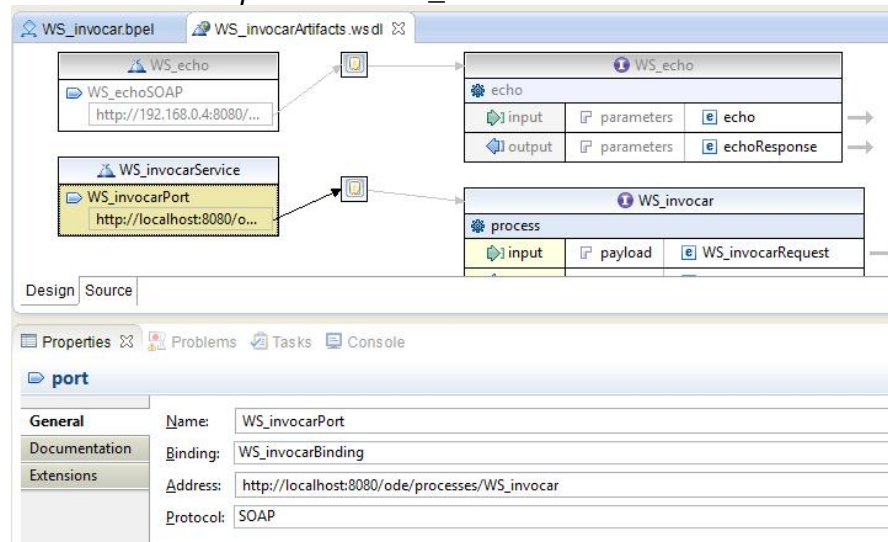 WS_invocar.bpel
WS_invocarArtifacts.wsdl
WS_echo
WS_echoSOAP
http://192.168.0.4:8080/...
WS_echo
echo
input parameters echo
output parameters echoResponse
WS_invocarService
WS_invocarPort
http://localhost:8080/o...
WS_invocar
process
input payload WS_invocarRequest
Design Source
Properties Problems Tasks Console
port
General
Documentation
Extensions
Name: WS_invocarPort
Binding: WS_invocarBinding
Address: http://localhost:8080/ode/processes/WS_invocar
Protocol: SOAP